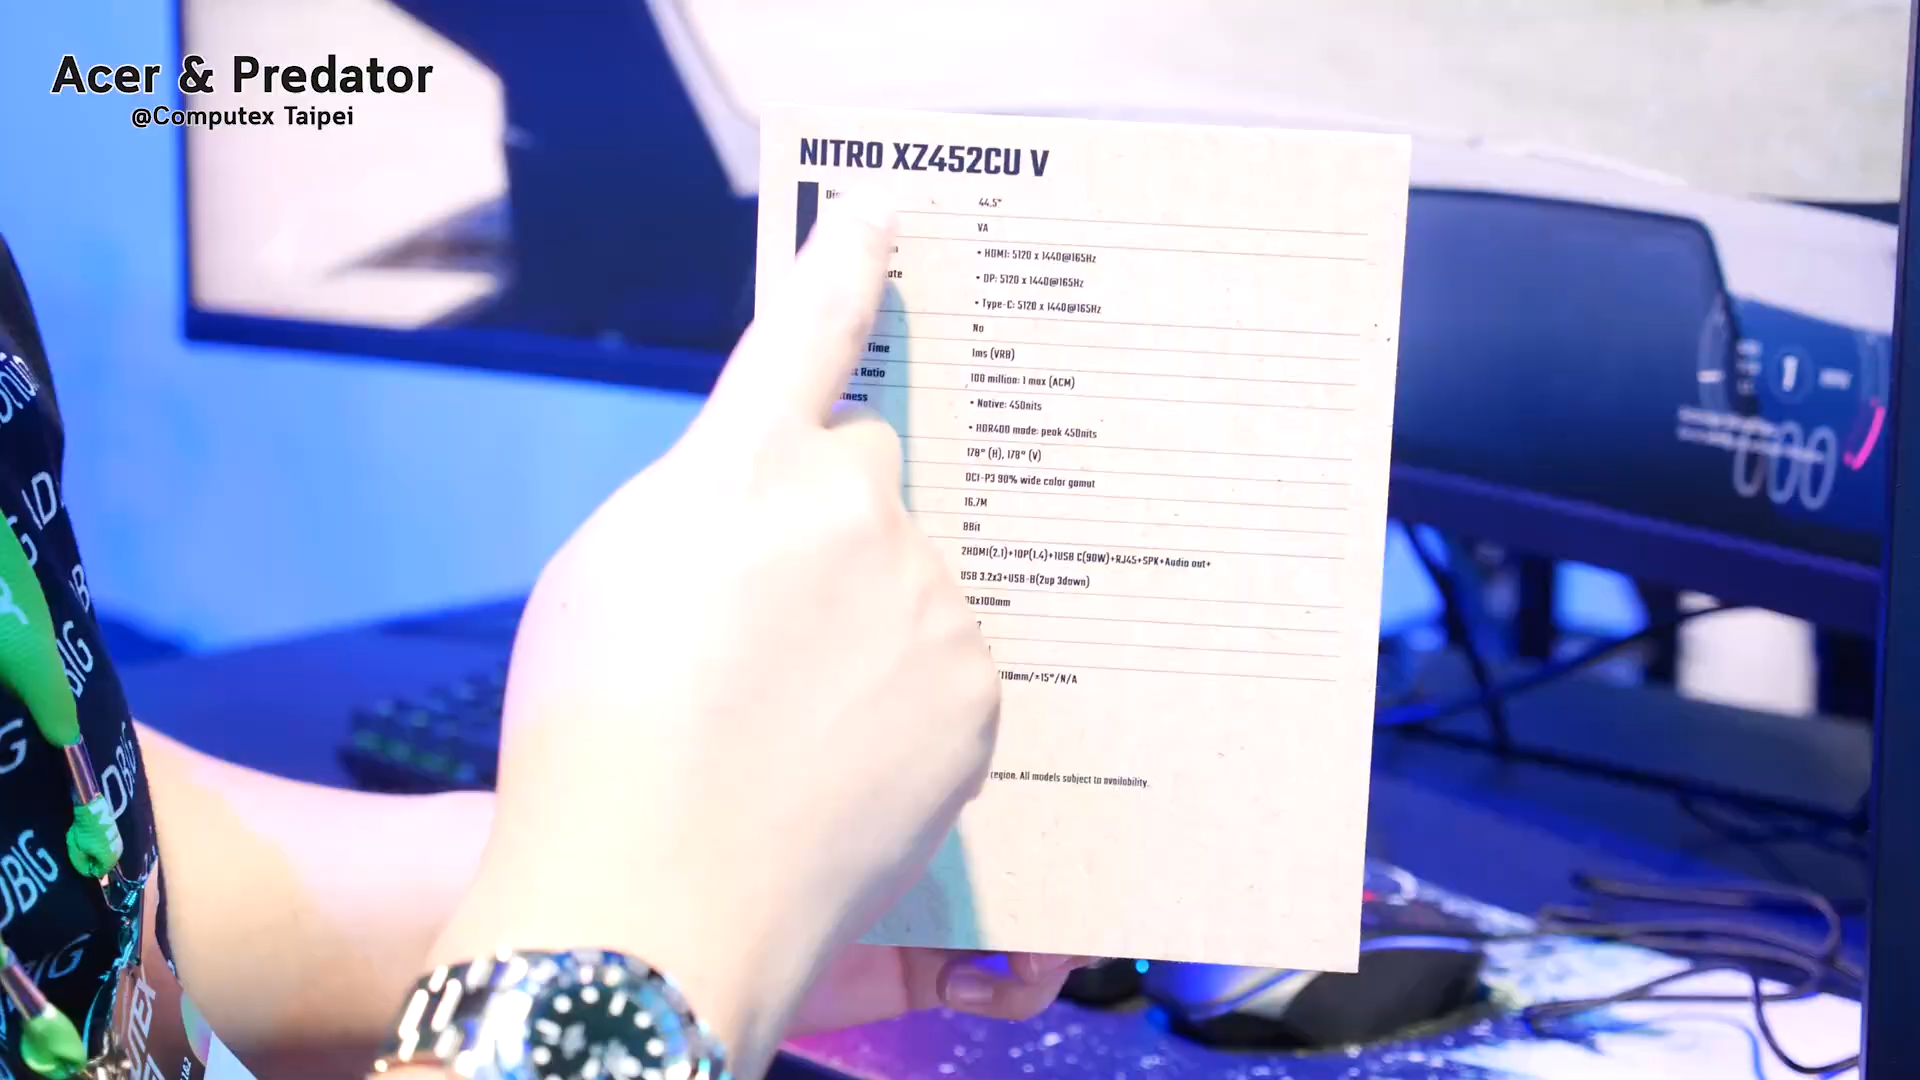 Acer & Predator
@Computex Taipei
NITRO XZ452CU V
44.5"
VA
• HDMI: 5120 x 1440@165Hz
• DP: 5120 x 1440@165Hz
• Type-C: 5120 x 1440@165Hz
No
Time 1ms (VRB)
Ratio 100 million: 1 max (ACM)
• Native: 450nits
• HDR400 mode: peak 450nits
178° (H), 178° (V)
DCI-P3 90% wide color gamut
16.7M
8Bit
2HDMI(2.1)+1DP(1.4)+1USB C(90W)+RJ45+SPK+Audio out+
USB 3.2x3+USB-B(2up 3down)
110mm/±15°/N/A
region. All models subject to availability.